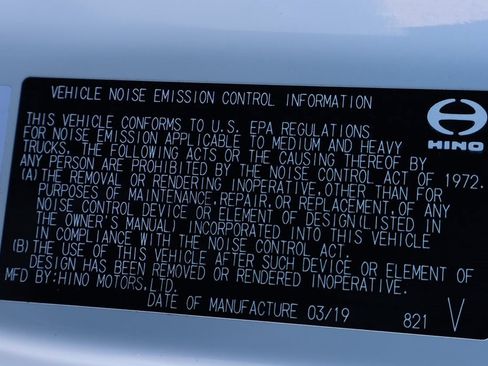 VEHICLE NOISE EMISSION CONTROL INFORMATION
HINO
THIS VEHICLE CONFORMS TO U.S. EPA REGULATIONS
FOR NOISE EMISSION APPLICABLE TO MEDIUM AND HEAVY
TRUCKS. THE FOLLOWING ACTS OR THE CAUSING THEREOF BY
ANY PERSON ARE PROHIBITED BY THE NOISE CONTROL ACT OF 1972.
(A) THE REMOVAL OR RENDERING INOPERATIVE, OTHER THAN FOR
PURPOSES OF MAINTENANCE, REPAIR, OR REPLACEMENT, OF ANY
NOISE CONTROL DEVICE OR ELEMENT OF DESIGN(LISTED IN
THE OWNER'S MANUAL) INCORPORATED INTO THIS VEHICLE
IN COMPLIANCE WITH THE NOISE CONTROL ACT.
(B) THE USE OF THIS VEHICLE AFTER SUCH DEVICE OR ELEMENT OF
DESIGN HAS BEEN REMOVED OR RENDERED INOPERATIVE.
MFD BY:HINO MOTORS,LTD.
DATE OF MANUFACTURE 03/19 821 V